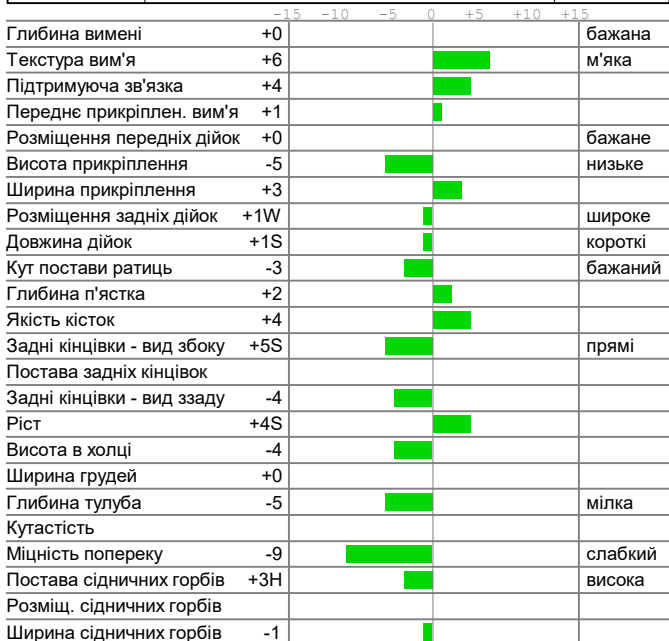 -15 -10 -5 0 +5 +10 +15
Глибина вимені +0 бажана
Текстура вим'я +6 м'яка
Підтримуюча зв'язка +4
Переднє прикріплен. вим'я +1
Розміщення передніх дійок +0 бажане
Висота прикріплення -5 низьке
Ширина прикріплення +3
Розміщення задніх дійок +1W широке
Довжина дійок +1S короткі
Кут постави ратиць -3 бажаний
Глибина п'ястка +2
Якість кісток +4
Задні кінцівки - вид збоку +5S прямі
Постава задніх кінцівок
Задні кінцівки - вид ззаду -4
Ріст +4S
Висота в холці -4
Ширина грудей +0
Глибина тулуба -5 мілка
Кутастість
Міцність попереку -9 слабкий
Постава сідничних горбів +3H висока
Розміщ. сідничних горбів
Ширина сідничних горбів -1